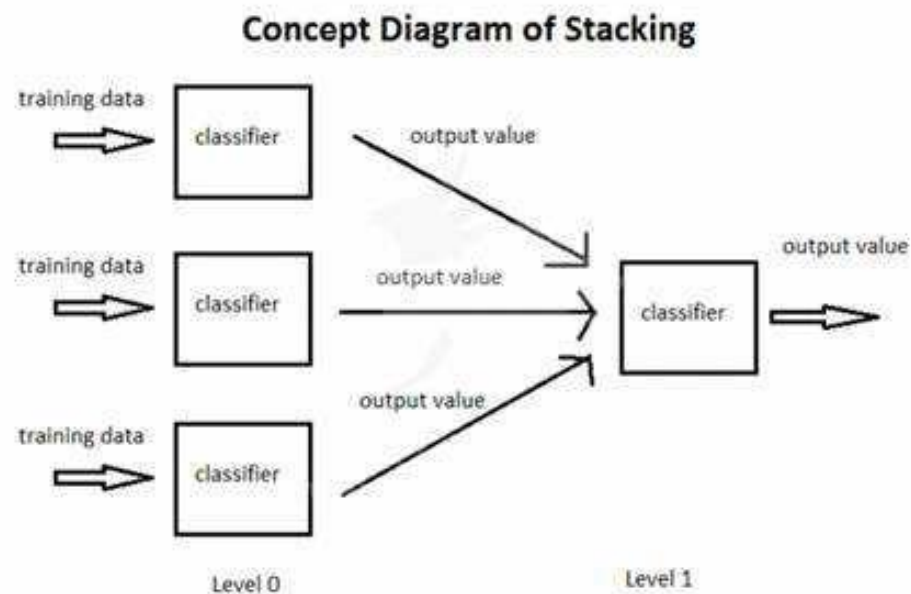 Concept Diagram of Stacking
training data
classifier
output value
training data
classifier
output value
training data
classifier
output value
classifier
output value
Level 0
Level 1